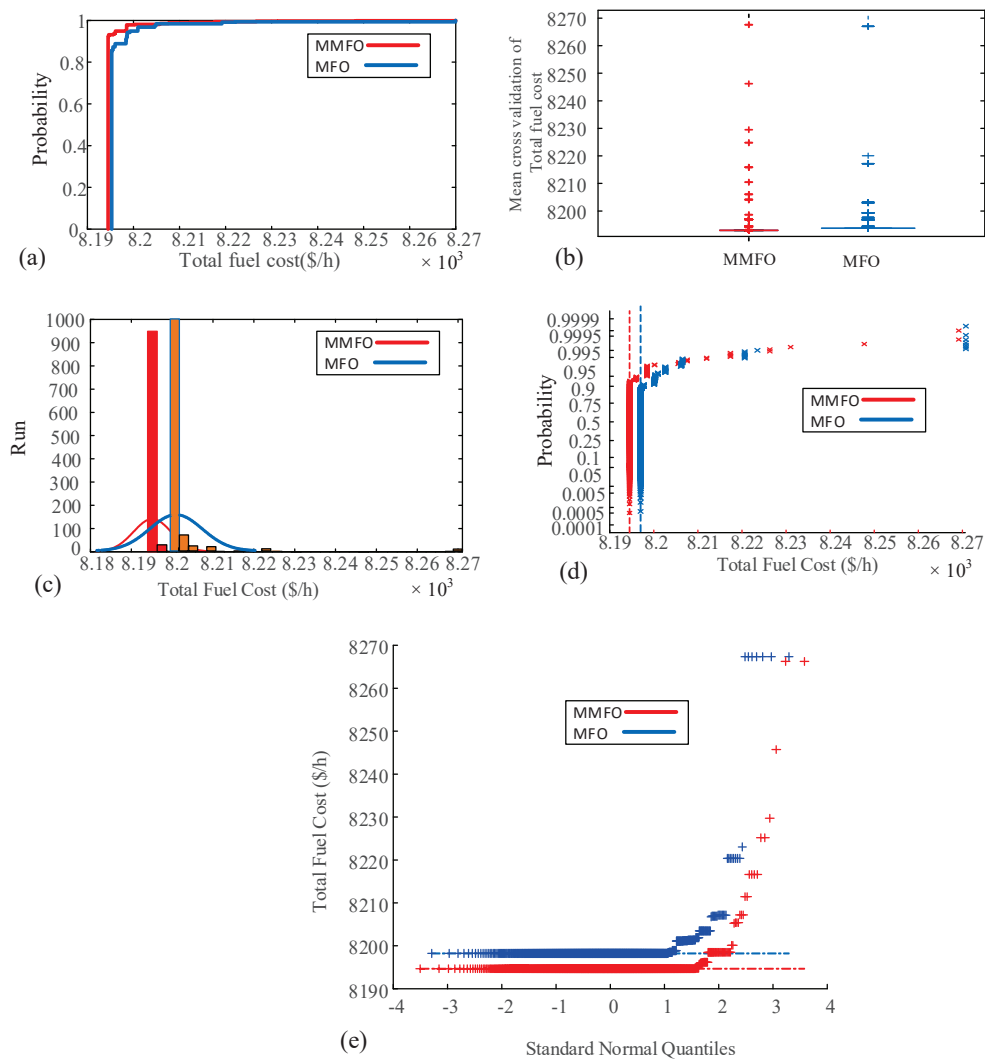 1
0.8
0.6
0.4
0.2
0
Probability
MMFO
MFO
8.19 8.2 8.21 8.22 8.23 8.24 8.25 8.26 8.27
Total fuel cost($/h)
× 10³
(a)
8270
8260
8250
8240
8230
8220
8210
8200
Mean cross validation of
Total fuel cost
MMFO MFO
(b)
1000
900
800
700
600
500
400
300
200
100
0
Run
MMFO
MFO
8.18 8.19 8.2 8.21 8.22 8.23 8.24 8.25 8.26 8.27
Total Fuel Cost ($/h)
× 10³
(c)
0.9999
0.9995
0.995
0.95
0.9
0.75
0.5
0.25
0.1
0.05
0.005
0.0005
0.0001
Probability
MMFO
MFO
8.19 8.2 8.21 8.22 8.23 8.24 8.25 8.26 8.27
Total Fuel Cost ($/h)
× 10³
(d)
8270
8260
8250
8240
8230
8220
8210
8200
8190
Total Fuel Cost ($/h)
MMFO
MFO
-4 -3 -2 -1 0 1 2 3 4
(e)
Standard Normal Quantiles